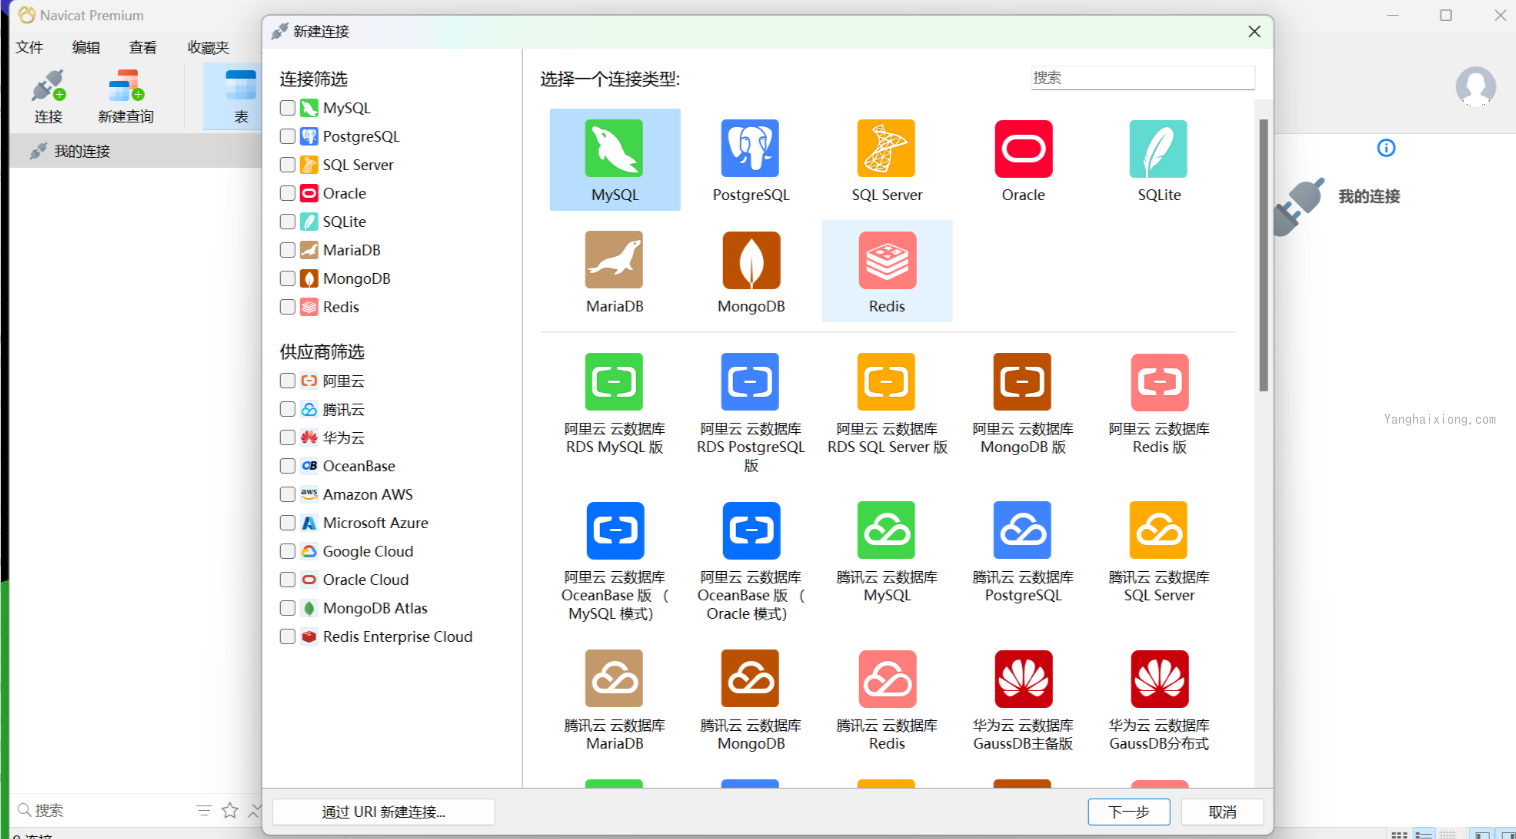 Navicat Premium
文件 编辑 查看 收藏夹
连接 新建查询 表
我的连接
搜索
新建连接
连接筛选
MySQL
PostgreSQL
SQL Server
Oracle
SQLite
MariaDB
MongoDB
Redis
供应商筛选
阿里云
腾讯云
华为云
OceanBase
Amazon AWS
Microsoft Azure
Google Cloud
Oracle Cloud
MongoDB Atlas
Redis Enterprise Cloud
选择一个连接类型:
搜索
MySQL
PostgreSQL
SQL Server
Oracle
SQLite
MariaDB
MongoDB
Redis
阿里云 云数据库
RDS MySQL 版
阿里云 云数据库
RDS PostgreSQL
版
阿里云 云数据库
RDS SQL Server 版
阿里云 云数据库
MongoDB 版
阿里云 云数据库
Redis 版
阿里云 云数据库
OceanBase 版 （
MySQL 模式）
阿里云 云数据库
OceanBase 版 （
Oracle 模式）
腾讯云 云数据库
MySQL
腾讯云 云数据库
PostgreSQL
腾讯云 云数据库
SQL Server
腾讯云 云数据库
MariaDB
腾讯云 云数据库
MongoDB
腾讯云 云数据库
Redis
华为云 云数据库
GaussDB主备版
华为云 云数据库
GaussDB分布式
通过 URI 新建连接...
下一步
取消
我的连接
Yanghaixiong.com